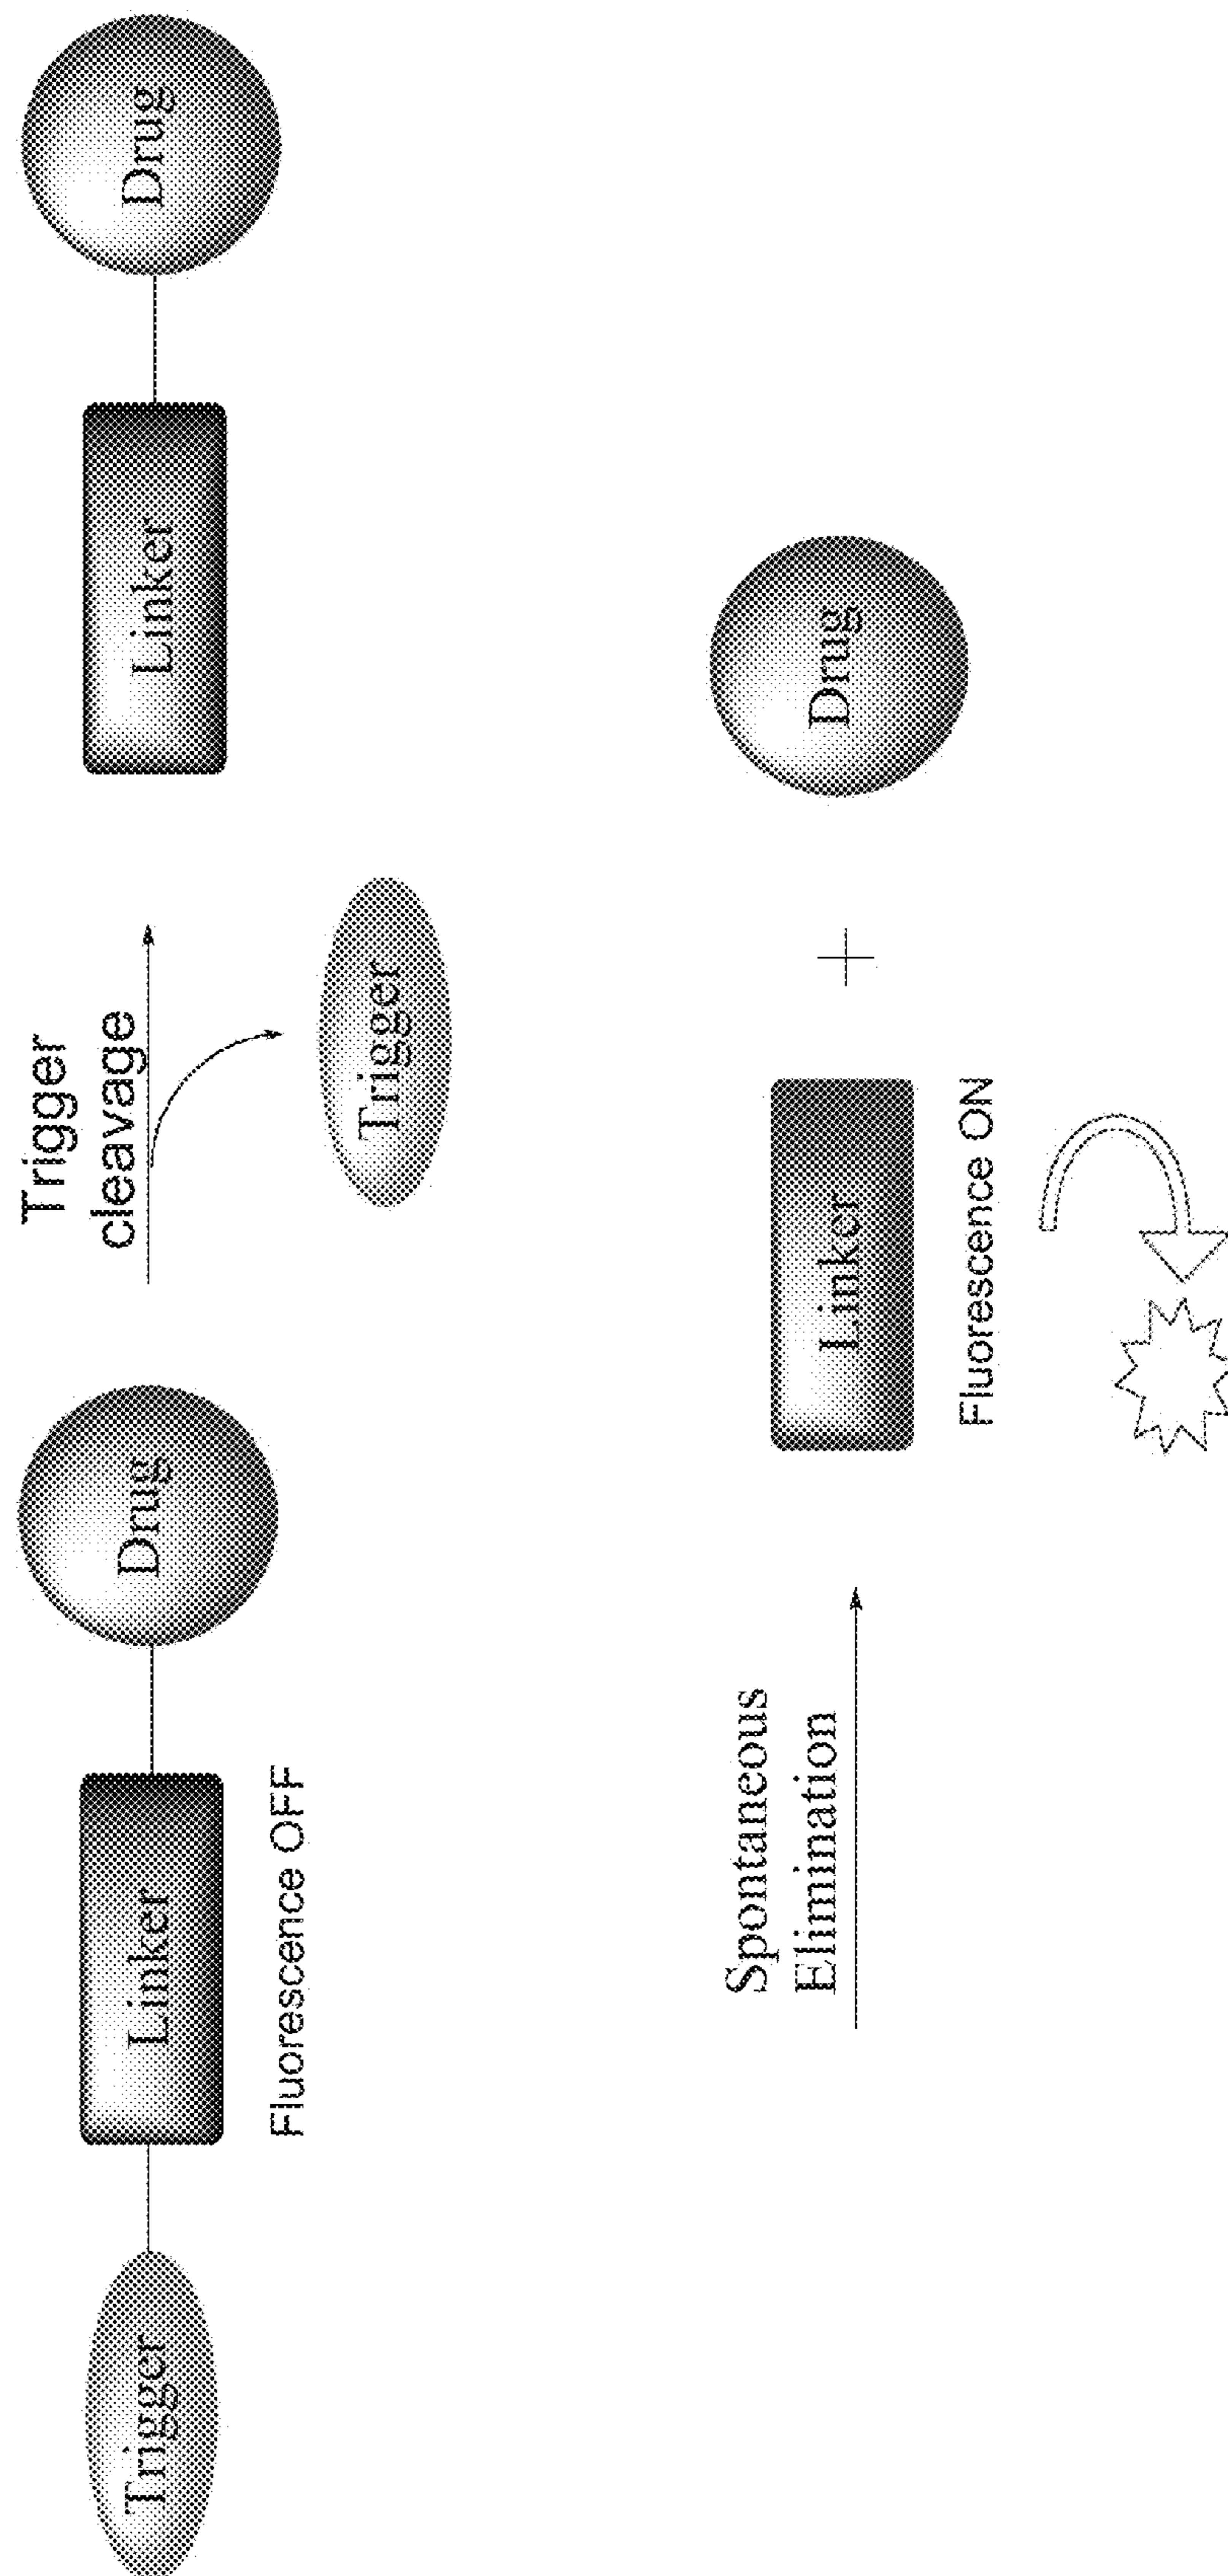 Trigger
Linker
Drug
Fluorescence OFF
Trigger
cleavage
Trigger
Linker
Drug
Spontaneous
Elimination
Linker
Fluorescence ON
+
Drug